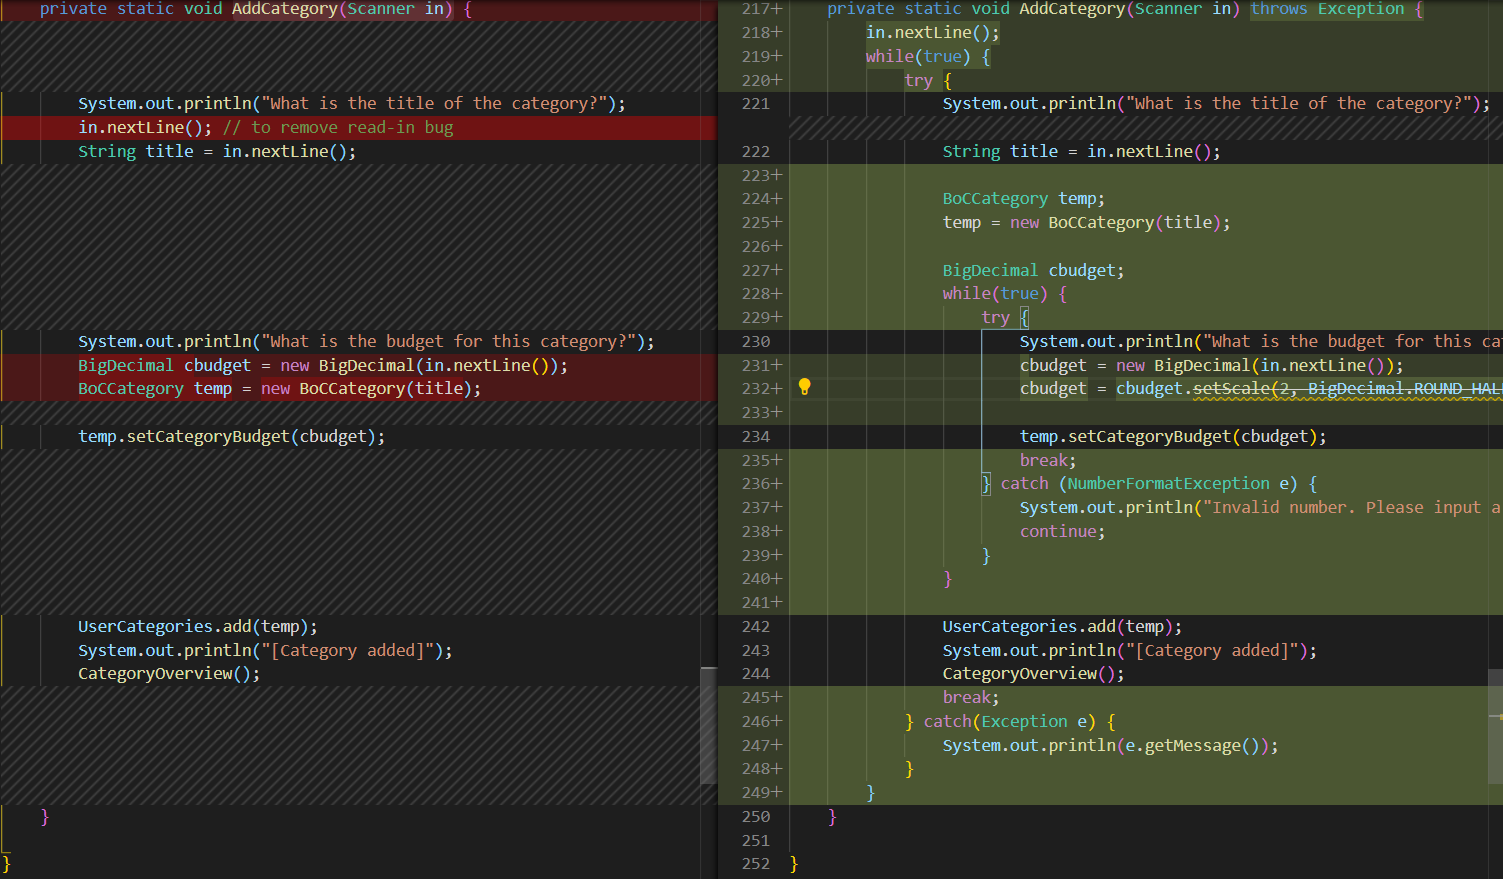 private static void AddCategory(Scanner in) {
System.out.println("What is the title of the category?");
in.nextLine(); // to remove read-in bug
String title = in.nextLine();
System.out.println("What is the budget for this category?");
BigDecimal cbudget = new BigDecimal(in.nextLine());
BoCCategory temp = new BoCCategory(title);
temp.setCategoryBudget(cbudget);
UserCategories.add(temp);
System.out.println("[Category added]");
CategoryOverview();
}
}
217+ private static void AddCategory(Scanner in) throws Exception {
218+ in.nextLine();
219+ while(true) {
220+ try {
221 System.out.println("What is the title of the category?");
222 String title = in.nextLine();
223+
224+ BoCCategory temp;
225+ temp = new BoCCategory(title);
226+
227+ BigDecimal cbudget;
228+ while(true) {
229+ try {
230 System.out.println("What is the budget for this ca
231+ cbudget = new BigDecimal(in.nextLine());
232+ cbudget = cbudget.setScale(2, BigDecimal.ROUND_HAL
233+
234 temp.setCategoryBudget(cbudget);
235+ break;
236+ } catch (NumberFormatException e) {
237+ System.out.println("Invalid number. Please input a
238+ continue;
239+ }
240+ }
241+
242 UserCategories.add(temp);
243 System.out.println("[Category added]");
244 CategoryOverview();
245+ break;
246+ } catch(Exception e) {
247+ System.out.println(e.getMessage());
248+ }
249+ }
250 }
251
252 }